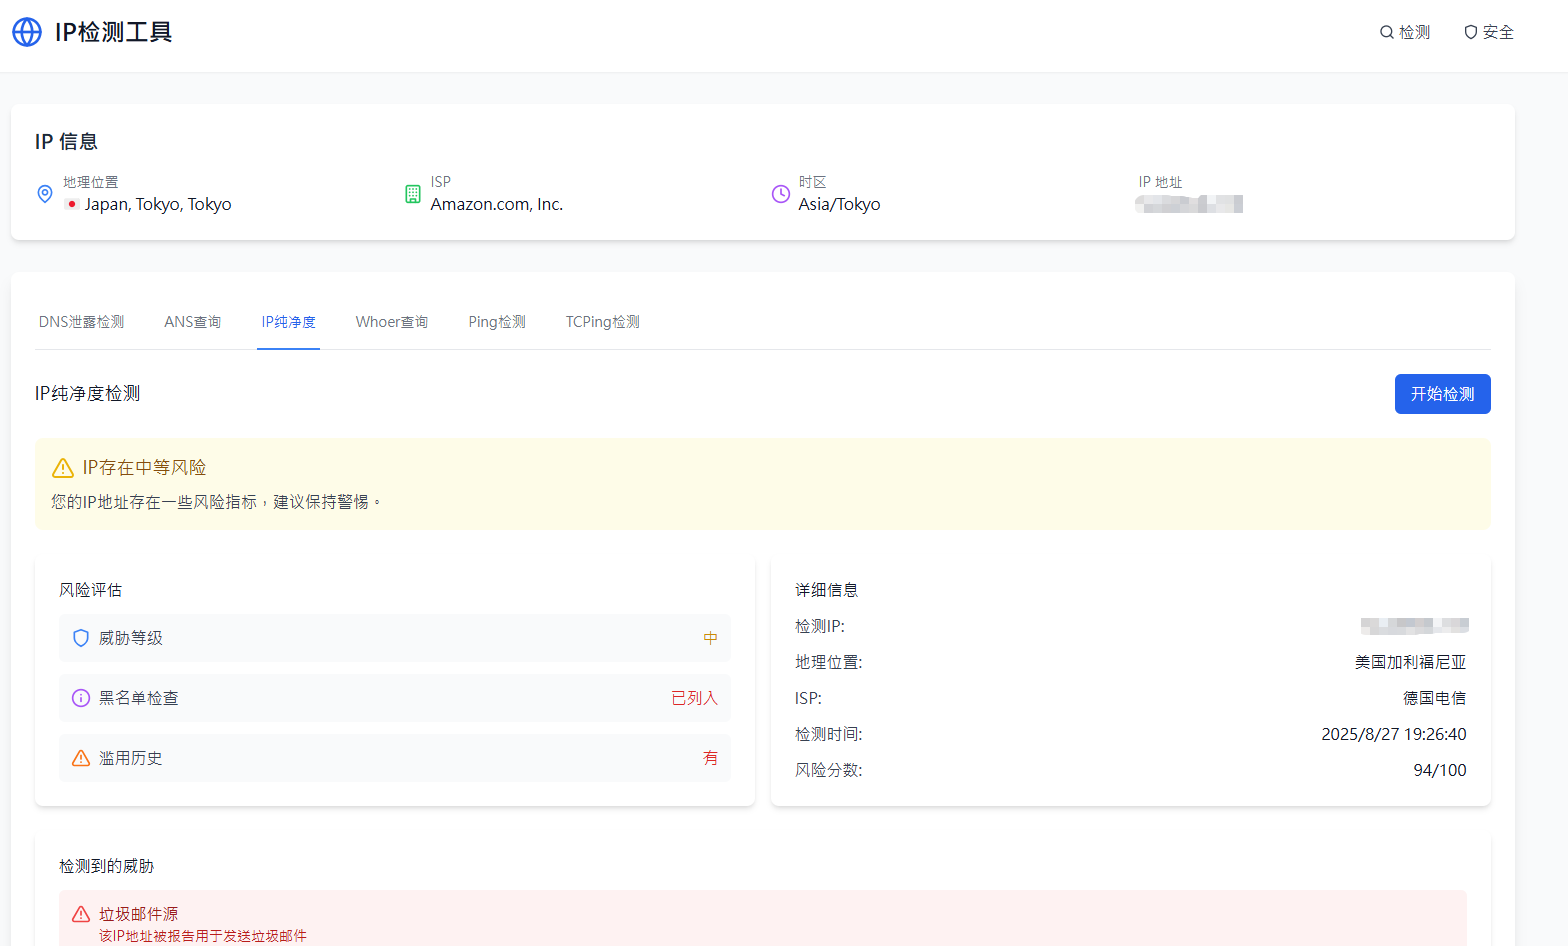 IP检测工具
检测
安全
IP 信息
地理位置
Japan, Tokyo, Tokyo
ISP
Amazon.com, Inc.
时区
Asia/Tokyo
IP 地址
DNS泄露检测
ANS查询
IP纯净度
Whoer查询
Ping检测
TCPing检测
IP纯净度检测
开始检测
IP存在中等风险
您的IP地址存在一些风险指标，建议保持警惕。
风险评估
威胁等级
中
黑名单检查
已列入
滥用历史
有
详细信息
检测IP:
地理位置:
美国加利福尼亚
ISP:
德国电信
检测时间:
2025/8/27 19:26:40
风险分数:
94/100
检测到的威胁
垃圾邮件源
该IP地址被报告用于发送垃圾邮件